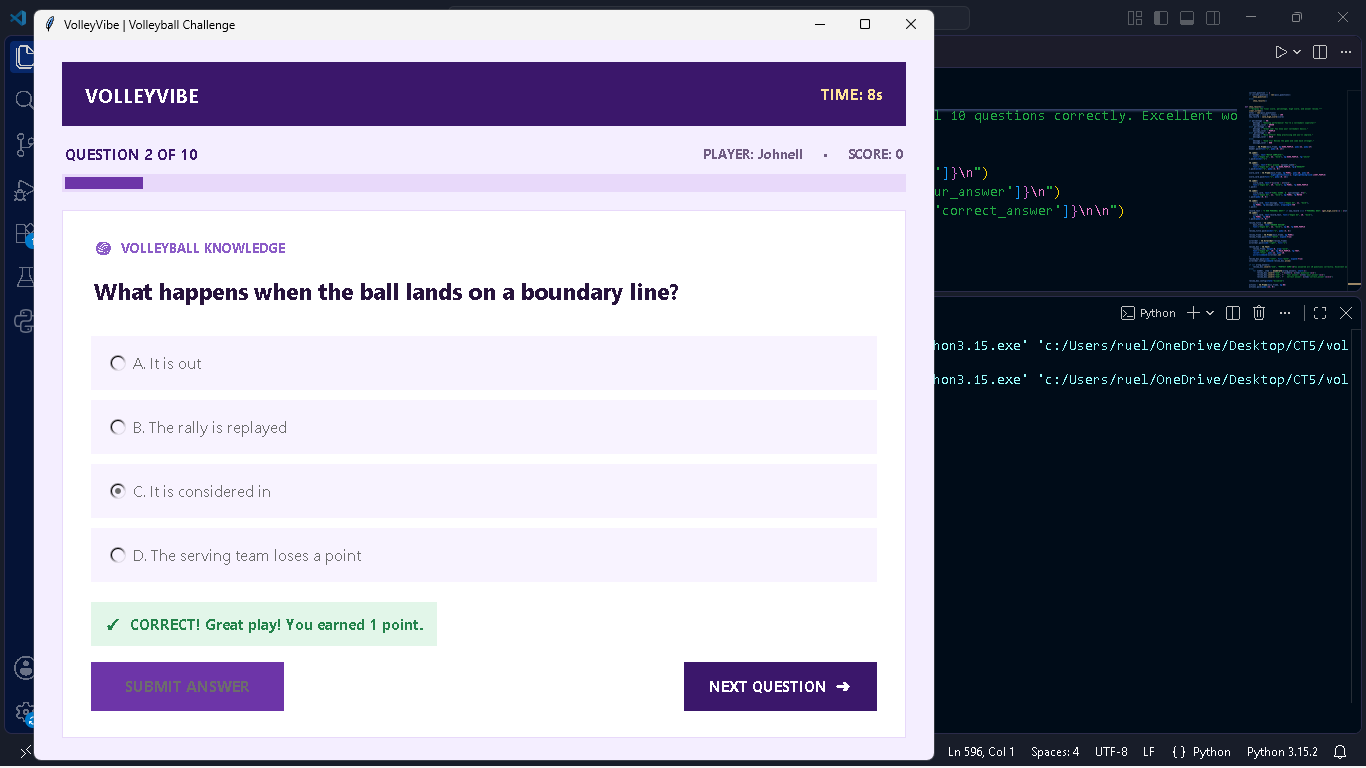 VolleyVibe | Volleyball Challenge
VOLLEYVIBE
TIME: 8s
QUESTION 2 OF 10
PLAYER: Johnell • SCORE: 0
VOLLEYBALL KNOWLEDGE
What happens when the ball lands on a boundary line?
A. It is out
B. The rally is replayed
C. It is considered in
D. The serving team loses a point
✓ CORRECT! Great play! You earned 1 point.
SUBMIT ANSWER
NEXT QUESTION ➔
l 10 questions correctly. Excellent wo
']}\n")
ur_answer']}\n")
'correct_answer']}\n\n")
Python
hon3.15.exe' 'c:/Users/ruel/OneDrive/Desktop/CT5/vol
hon3.15.exe' 'c:/Users/ruel/OneDrive/Desktop/CT5/vol
Ln 596, Col 1 Spaces: 4 UTF-8 LF {} Python Python 3.15.2